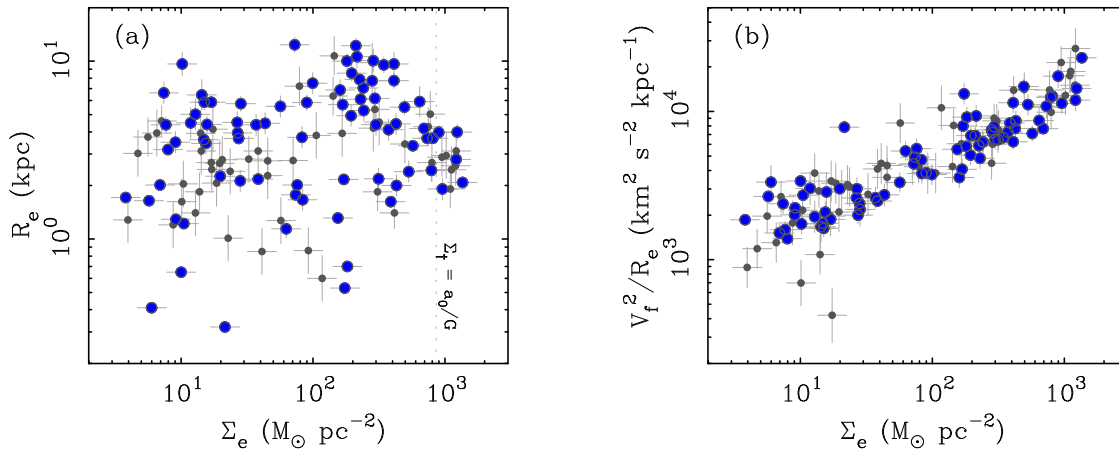 (a)
R_e (kpc)
10^1
10^0
Σ_† = a_0/G
10^1 10^2 10^3
Σ_e (M_⊙ pc^−2)
(b)
V_f^2/R_e (km^2 s^−2 kpc^−1)
10^4
10^3
10^1 10^2 10^3
Σ_e (M_⊙ pc^−2)